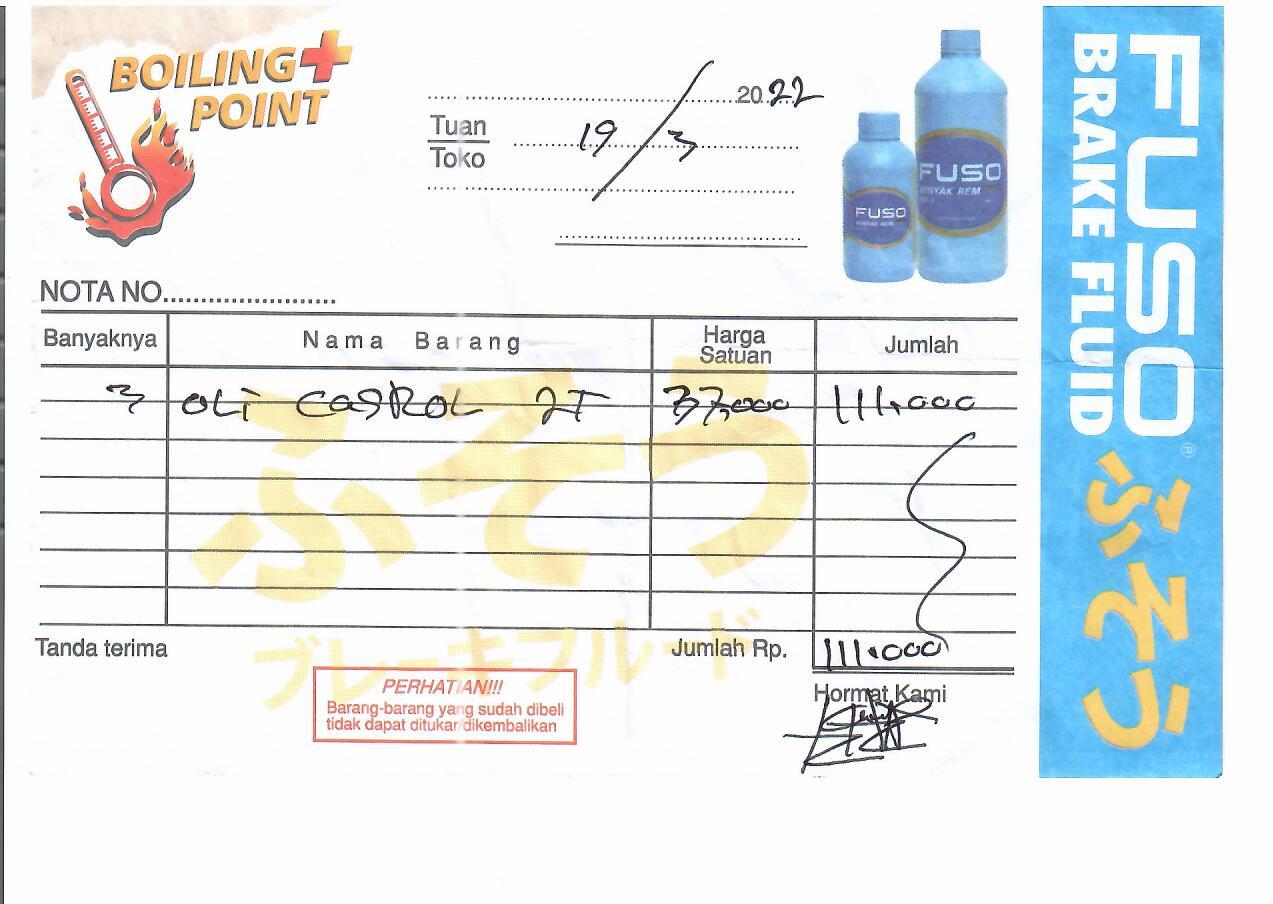 BOILING+
POINT
2022
Tuan
Toko
19/3
FUSO
MINYAK REM
FUSO
MINYAK REM
NOTA NO
Banyaknya Nama Barang Harga Satuan Jumlah
3 OLI CASROL 2T 37,000 111.000
ふそう
ブレーキフルード
Tanda terima Jumlah Rp. 111.000
PERHATIAN!!!
Barang-barang yang sudah dibeli
tidak dapat ditukar/dikembalikan
Hormat Kami
FUSO®
BRAKE FLUID
ふそう